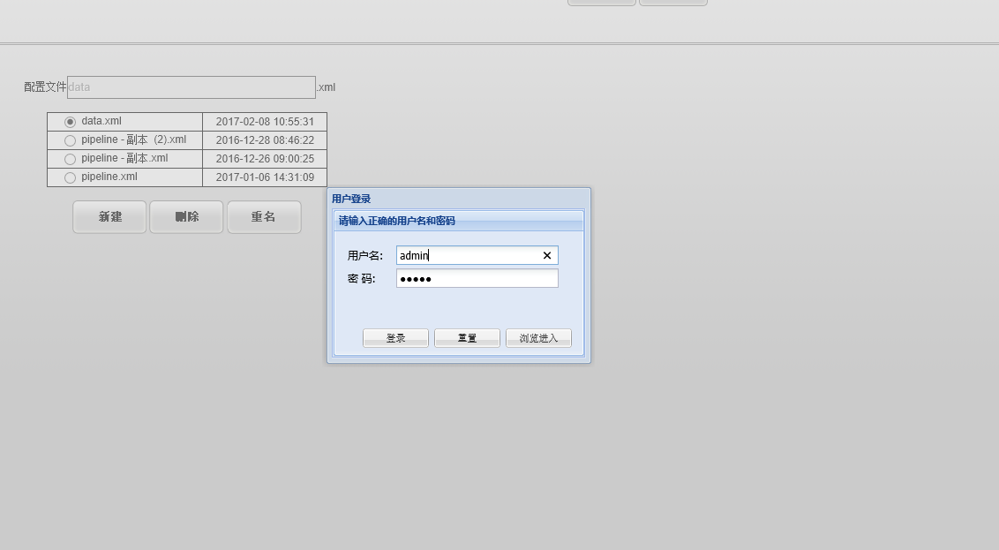 配置文件data.xml
data.xml 2017-02-08 10:55:31
pipeline - 副本 (2).xml 2016-12-28 08:46:22
pipeline - 副本.xml 2016-12-26 09:00:25
pipeline.xml 2017-01-06 14:31:09
新建 删除 重名
用户登录
请输入正确的用户名和密码
用户名: admin
密 码: ●●●●●
登录 重置 浏览进入